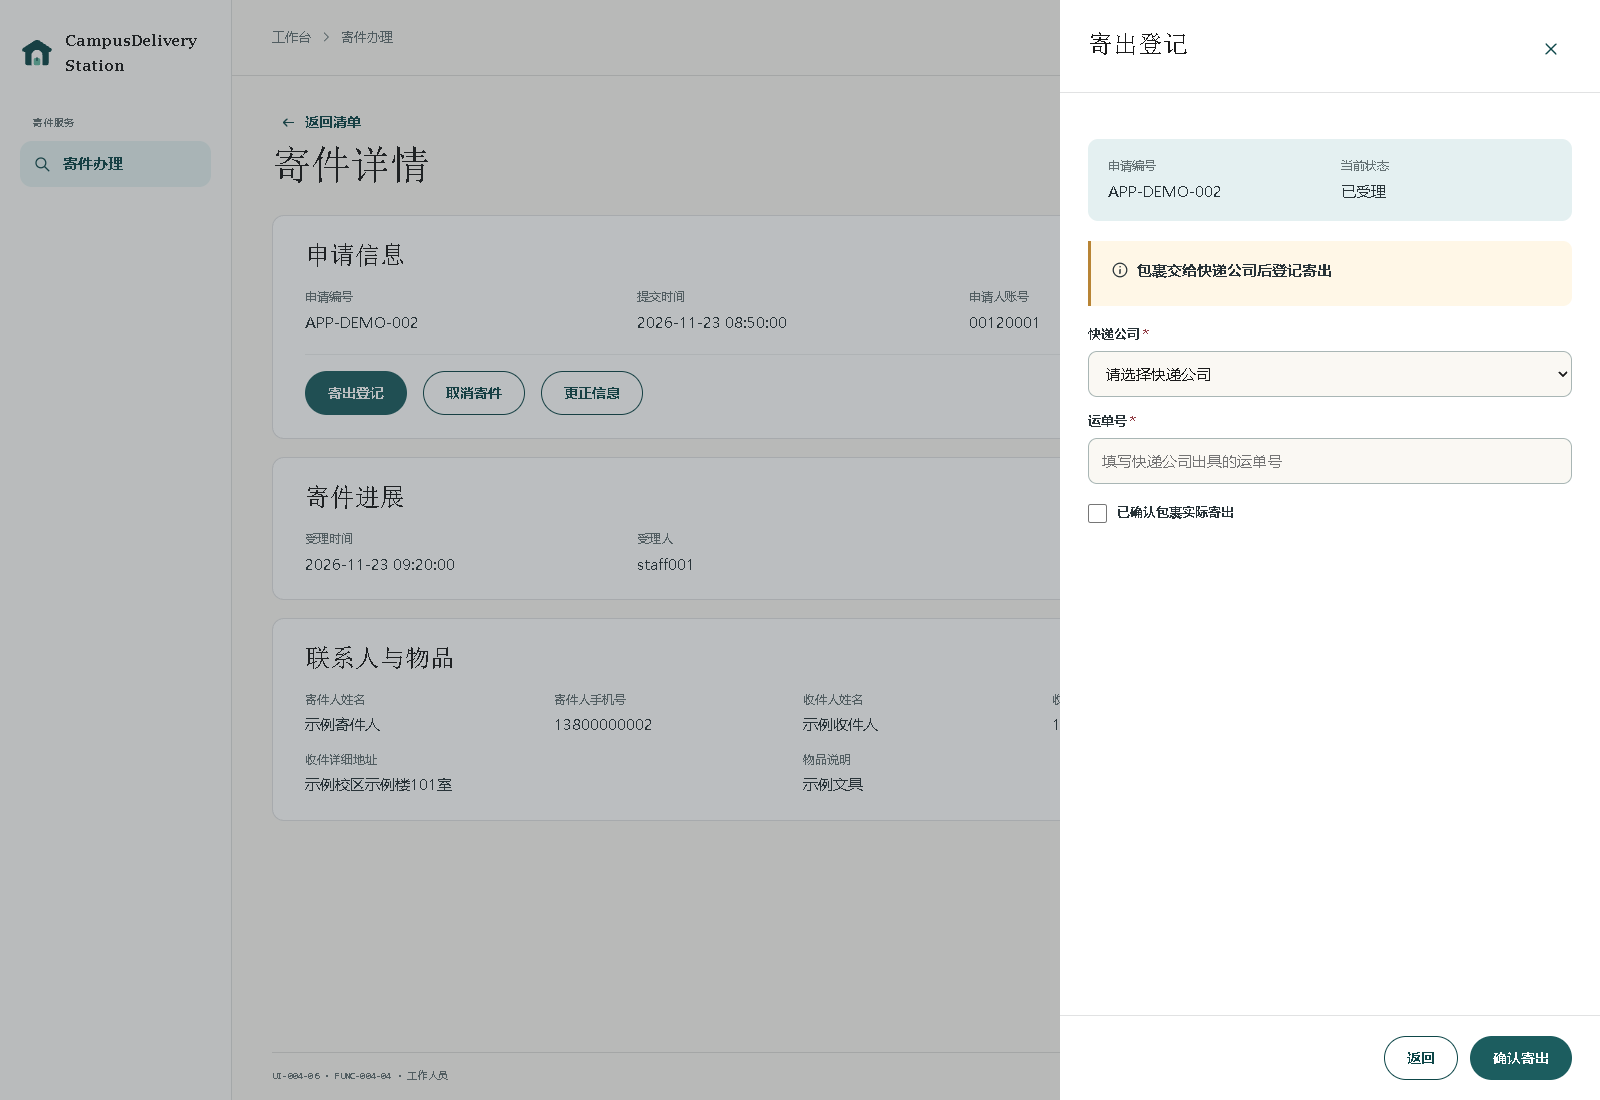 CampusDelivery
Station
寄件服务
寄件办理
工作台 > 寄件办理
← 返回清单
寄件详情
申请信息
申请编号 提交时间 申请人账号
APP-DEMO-002 2026-11-23 08:50:00 00120001
寄出登记 取消寄件 更正信息
寄件进展
受理时间 受理人
2026-11-23 09:20:00 staff001
联系人与物品
寄件人姓名 寄件人手机号 收件人姓名
示例寄件人 13800000002 示例收件人 1
收件详细地址 物品说明
示例校区示例楼101室 示例文具
UI-004-06 • FUNC-004-04 • 工作人员
寄出登记
申请编号 当前状态
APP-DEMO-002 已受理
包裹交给快递公司后登记寄出
快递公司 *
请选择快递公司
运单号 *
填写快递公司出具的运单号
已确认包裹实际寄出
返回 确认寄出